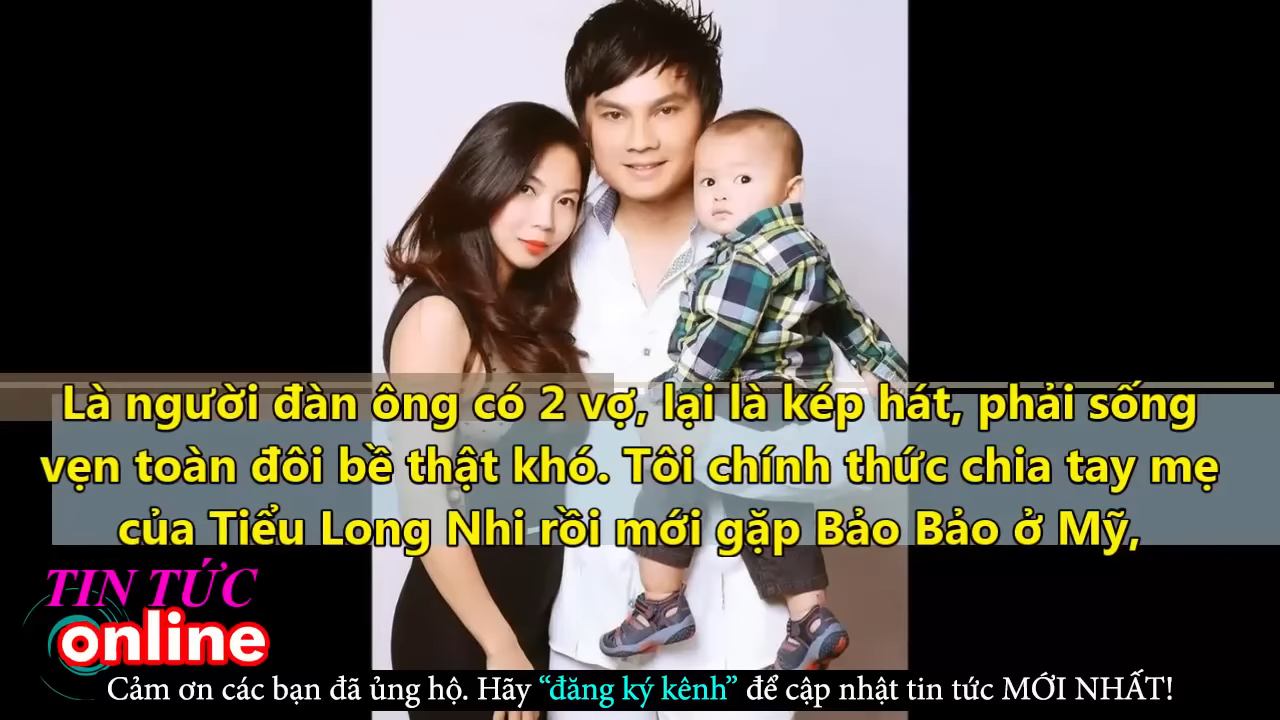 Là người đàn ông có 2 vợ, lại là kép hát, phải sống
vẹn toàn đôi bề thật khó. Tôi chính thức chia tay mẹ
của Tiểu Long Nhi rồi mới gặp Bảo Bảo ở Mỹ,
TIN TỨC
online
Cảm ơn các bạn đã ủng hộ. Hãy “đăng ký kênh” để cập nhật tin tức MỚI NHẤT!